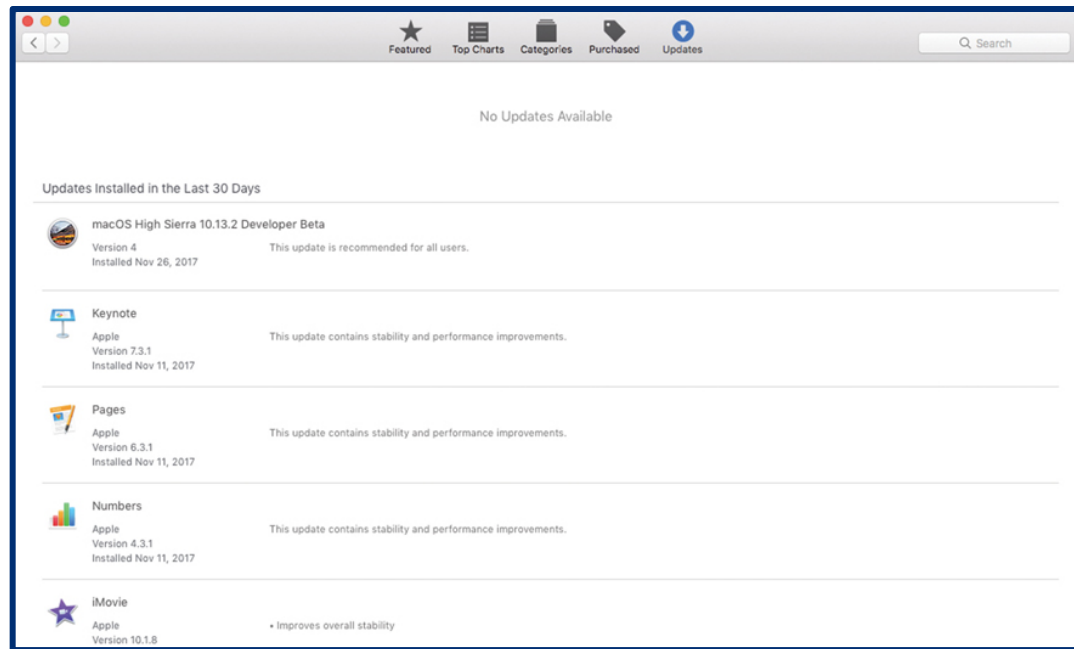 Featured Top Charts Categories Purchased Updates
Search
No Updates Available
Updates Installed in the Last 30 Days
macOS High Sierra 10.13.2 Developer Beta
Version 4
This update is recommended for all users.
Installed Nov 26, 2017
Keynote
Apple
This update contains stability and performance improvements.
Version 7.3.1
Installed Nov 11, 2017
Pages
Apple
This update contains stability and performance improvements.
Version 6.3.1
Installed Nov 11, 2017
Numbers
Apple
This update contains stability and performance improvements.
Version 4.3.1
Installed Nov 11, 2017
iMovie
Apple
• Improves overall stability
Version 10.1.8